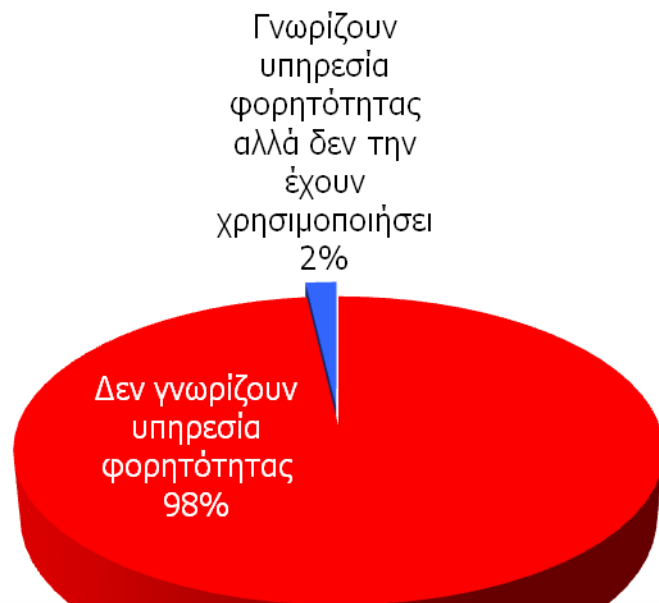 Γνωρίζουν
υπηρεσία
φορητότητας
αλλά δεν την
έχουν
χρησιμοποιήσει
2%
Δεν γνωρίζουν
υπηρεσία
φορητότητας
98%